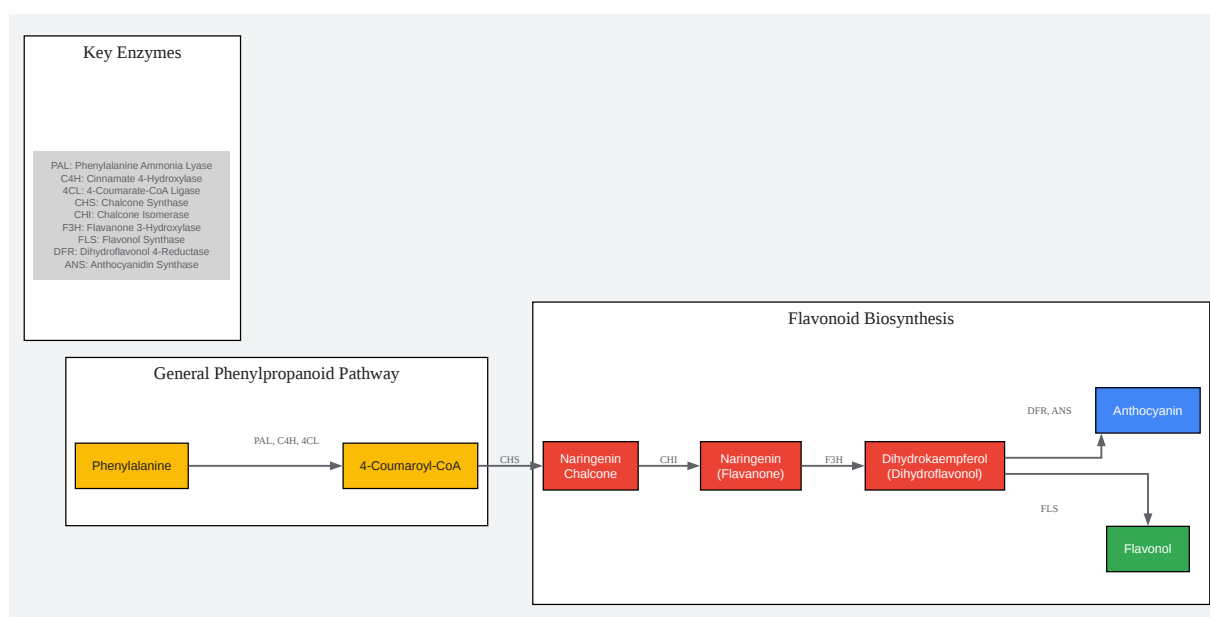 Key Enzymes
PAL: Phenylalanine Ammonia Lyase
C4H: Cinnamate 4-Hydroxylase
4CL: 4-Coumarate-CoA Ligase
CHS: Chalcone Synthase
CHI: Chalcone Isomerase
F3H: Flavanone 3-Hydroxylase
FLS: Flavonol Synthase
DFR: Dihydroflavonol 4-Reductase
ANS: Anthocyanidin Synthase
General Phenylpropanoid Pathway
Phenylalanine
PAL, C4H, 4CL
4-Coumaroyl-CoA
CHS
Flavonoid Biosynthesis
Naringenin
Chalcone
CHI
Naringenin
(Flavanone)
F3H
Dihydrokaempferol
(Dihydroflavonol)
DFR, ANS
Anthocyanin
FLS
Flavonol